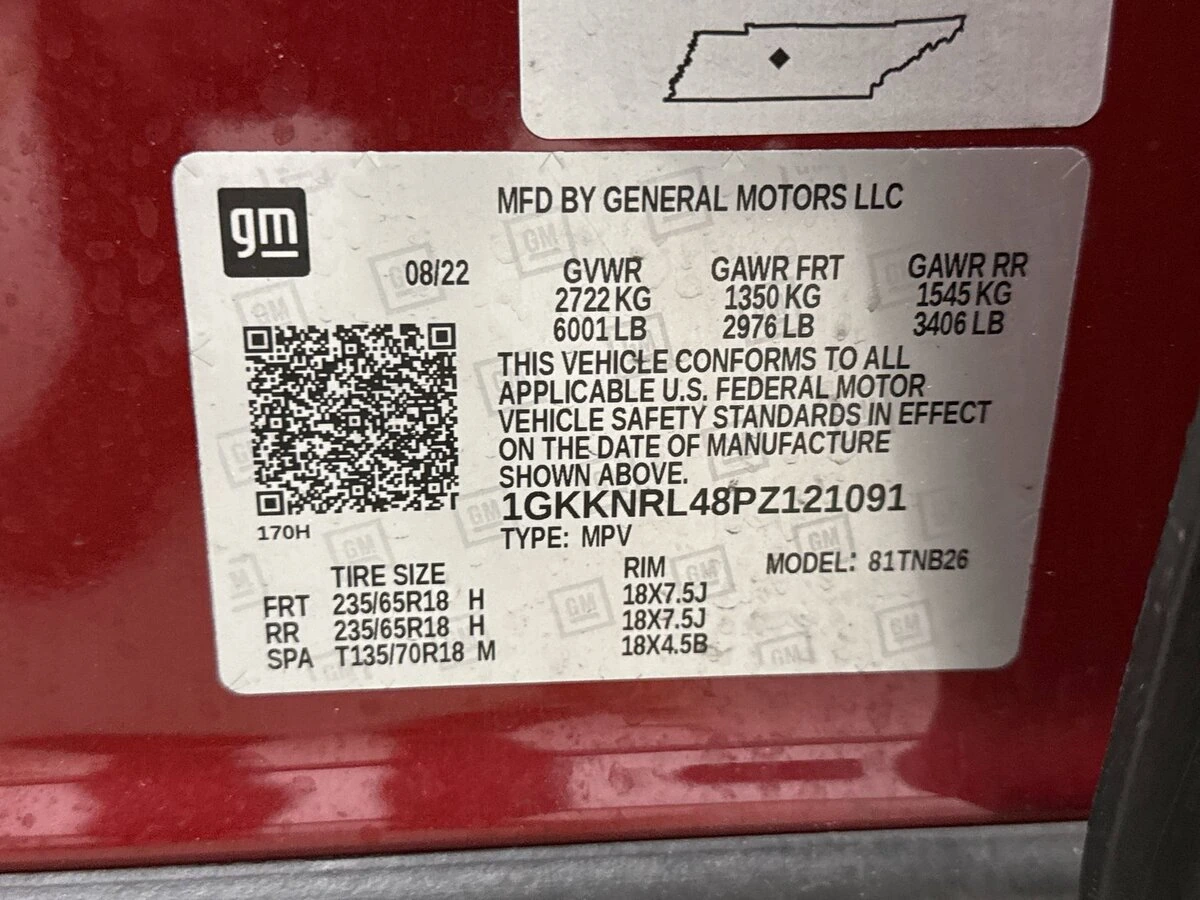 gm
MFD BY GENERAL MOTORS LLC
08/22
GVWR GAWR FRT GAWR RR
2722 KG 1350 KG 1545 KG
6001 LB 2976 LB 3406 LB
THIS VEHICLE CONFORMS TO ALL
APPLICABLE U.S. FEDERAL MOTOR
VEHICLE SAFETY STANDARDS IN EFFECT
ON THE DATE OF MANUFACTURE
SHOWN ABOVE.
1GKKNRL48PZ121091
170H
TYPE: MPV
MODEL: 81TNB26
TIRE SIZE RIM
FRT 235/65R18 H 18X7.5J
RR 235/65R18 H 18X7.5J
SPA T135/70R18 M 18X4.5B